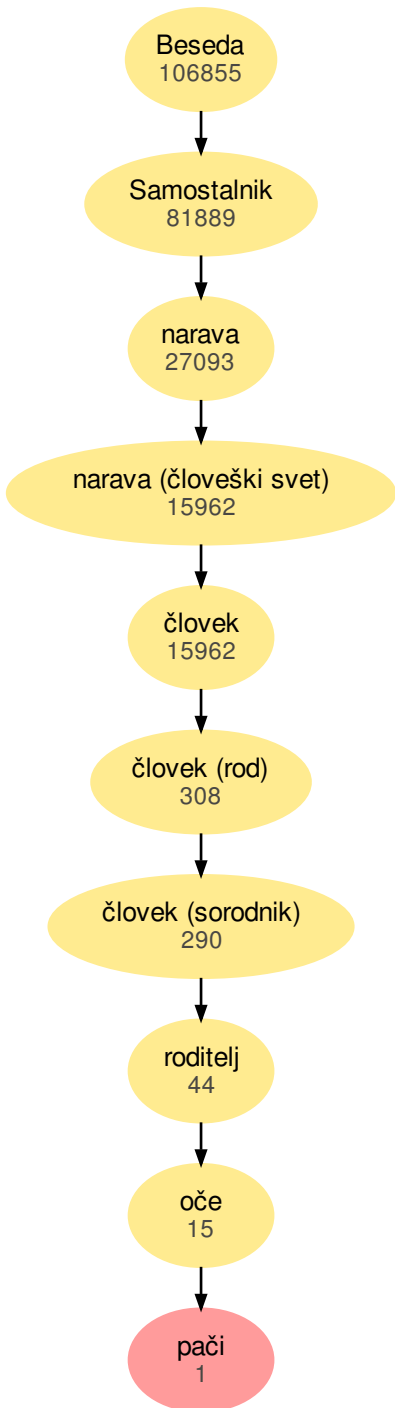 Beseda
106855
Samostalnik
81889
narava
27093
narava (človeški svet)
15962
človek
15962
človek (rod)
308
človek (sorodnik)
290
roditelj
44
oče
15
pači
1